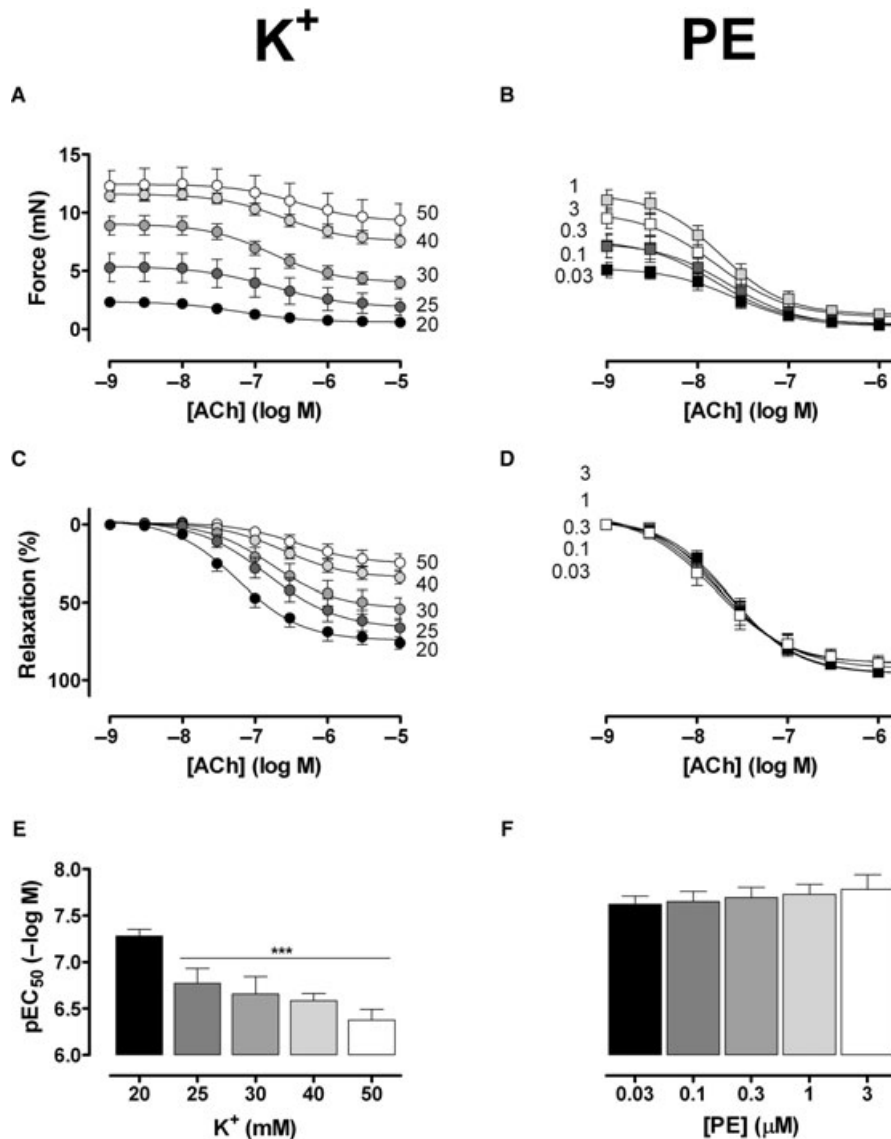 K+ PE
A B
15
10
5
0
Force (mN)
50
40
30
25
20
1
3
0.3
0.1
0.03
–9 –8 –7 –6 –5
[ACh] (log M)
–9 –8 –7 –6
[ACh] (log M)
C D
0
50
100
Relaxation (%)
50
40
30
25
20
3
1
0.3
0.1
0.03
–9 –8 –7 –6 –5
[ACh] (log M)
–9 –8 –7 –6
[ACh] (log M)
E F
8.0
7.5
7.0
6.5
6.0
pEC50 (–log M)
***
20 25 30 40 50
K+ (mM)
0.03 0.1 0.3 1 3
[PE] (μM)